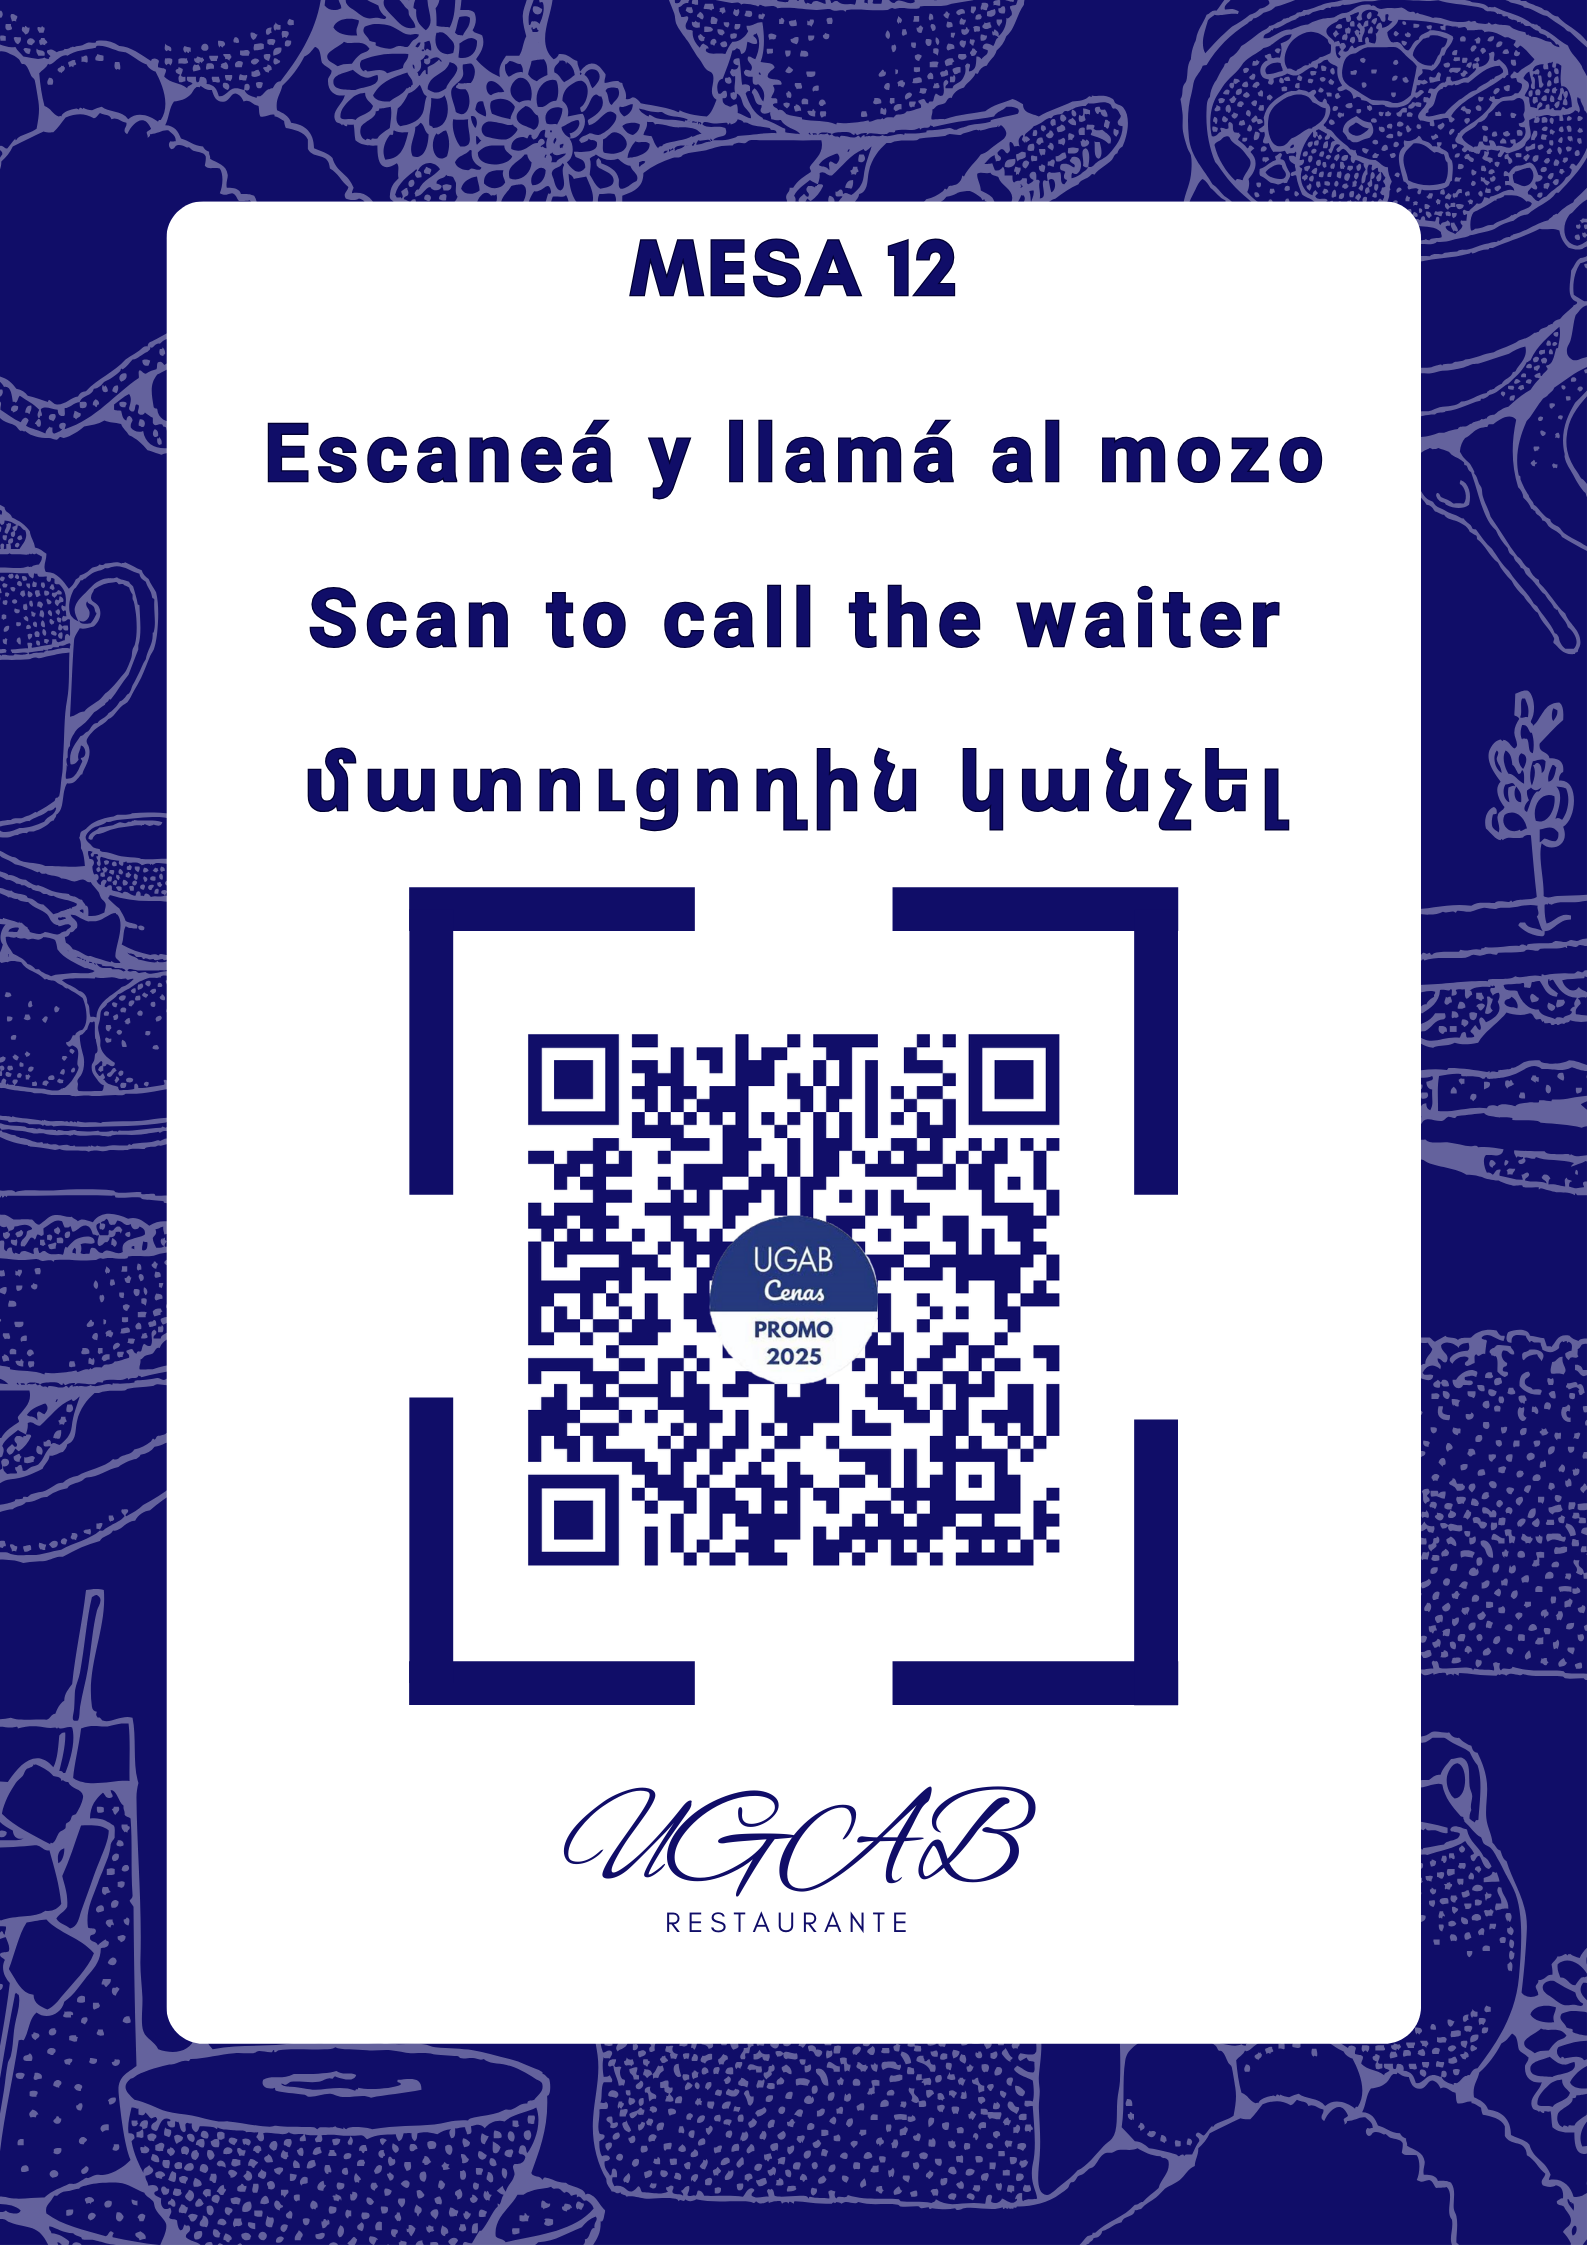 MESA 12
Escaneá y llamá al mozo
Scan to call the waiter
մատուցողին կանչել
UGAB
Cenas
PROMO
2025
UGAB
RESTAURANTE